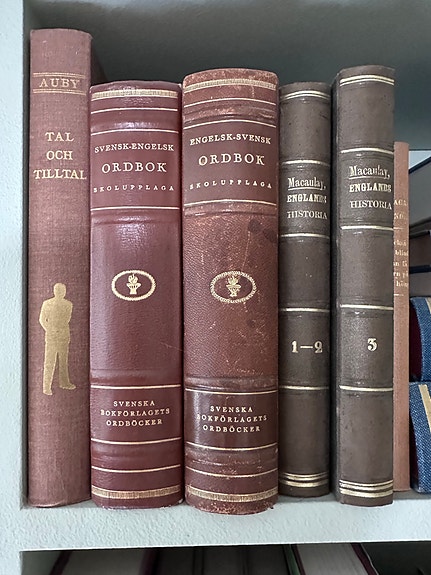 AUBY
TAL
OCH
TILLTAL
SVENSK-ENGELSK
ORDBOK
SKOLUPPLAGA
SVENSKA
BOKFÖRLAGETS
ORDBÖCKER
ENGELSK-SVENSK
ORDBOK
SKOLUPPLAGA
SVENSKA
BOKFÖRLAGETS
ORDBÖCKER
Macaulay,
ENGLANDS
HISTORIA
1-2
Macaulay,
ENGLANDS
HISTORIA
3